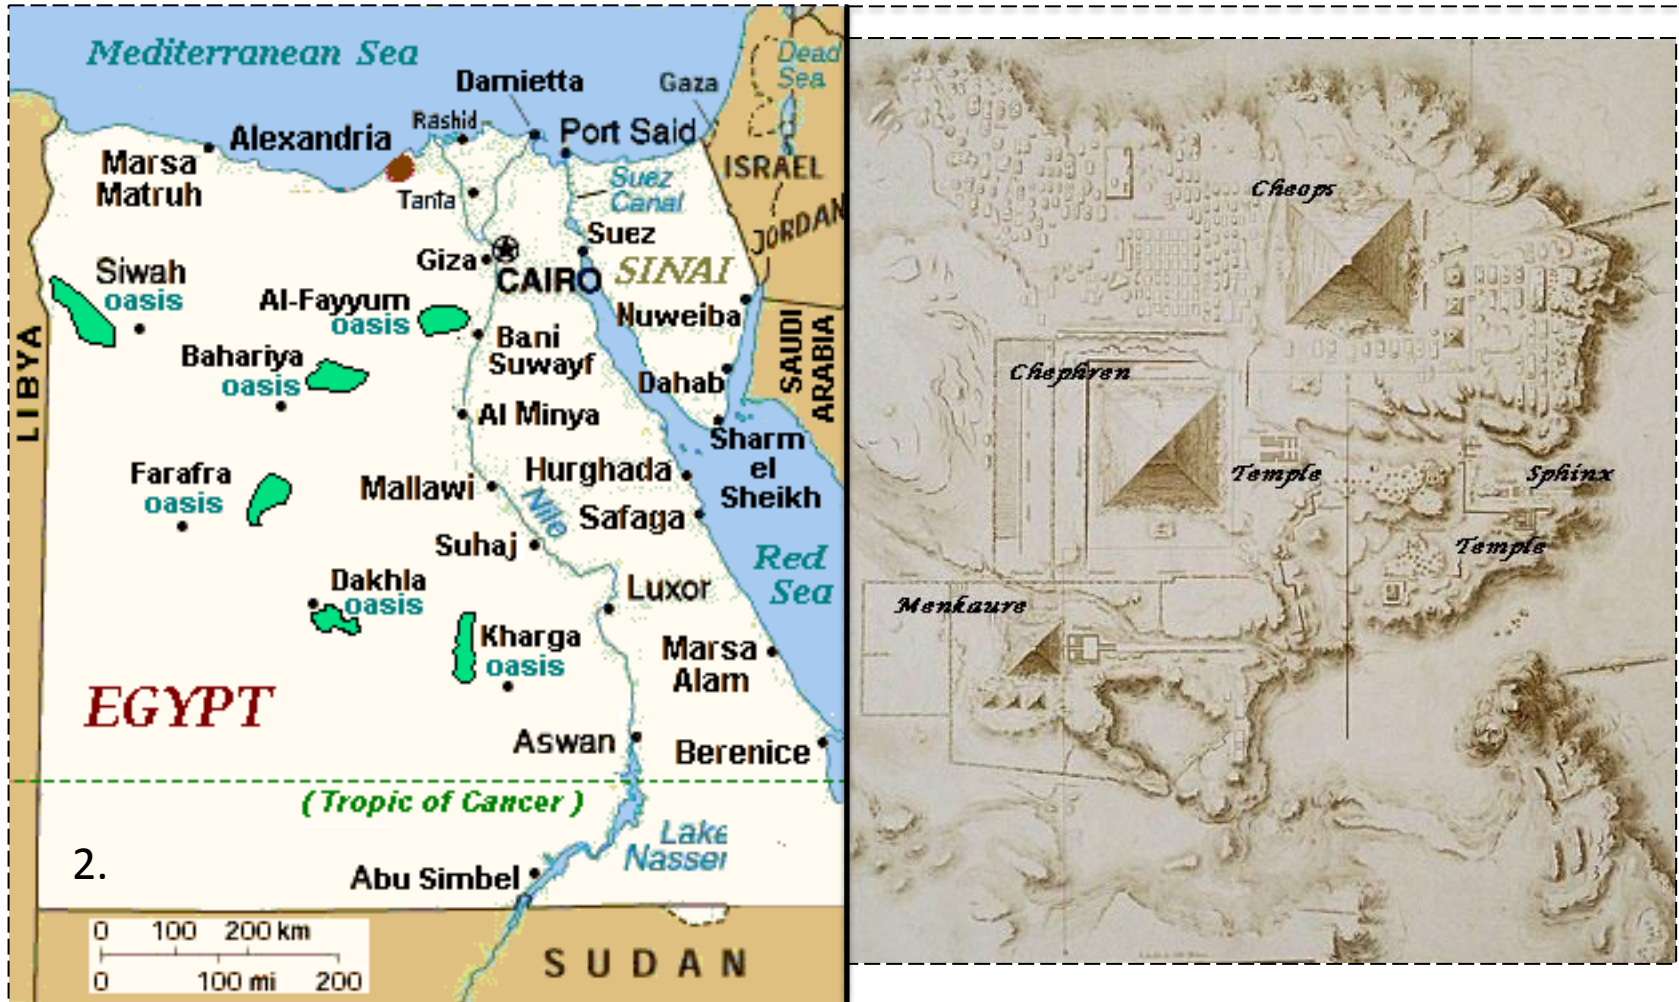 Mediterranean Sea
Dead
Sea
Damietta
Gaza
Rashid
Alexandria
Port Said
Marsa
Matruh
ISRAEL
Suez
Canal
Tanta
JORDAN
Suez
Giza
CAIRO
SINAI
Siwah
oasis
Al-Fayyum
oasis
Nuweiba
Bani
Suwayf
LIBYA
SAUDI
ARABIA
Bahariya
oasis
Dahab
Al Minya
Sharm
el
Sheikh
Hurghada
Farafra
oasis
Mallawi
Nile
Safaga
Suhaj
Red
Sea
Dakhla
oasis
Luxor
Kharga
oasis
Marsa
Alam
EGYPT
Aswan
Berenice
( Tropic of Cancer )
Lake
Nasser
2.
Abu Simbel
0 100 200 km
0 100 mi 200
SUDAN
Cheops
Chephren
Temple
Sphinx
Temple
Menkaure